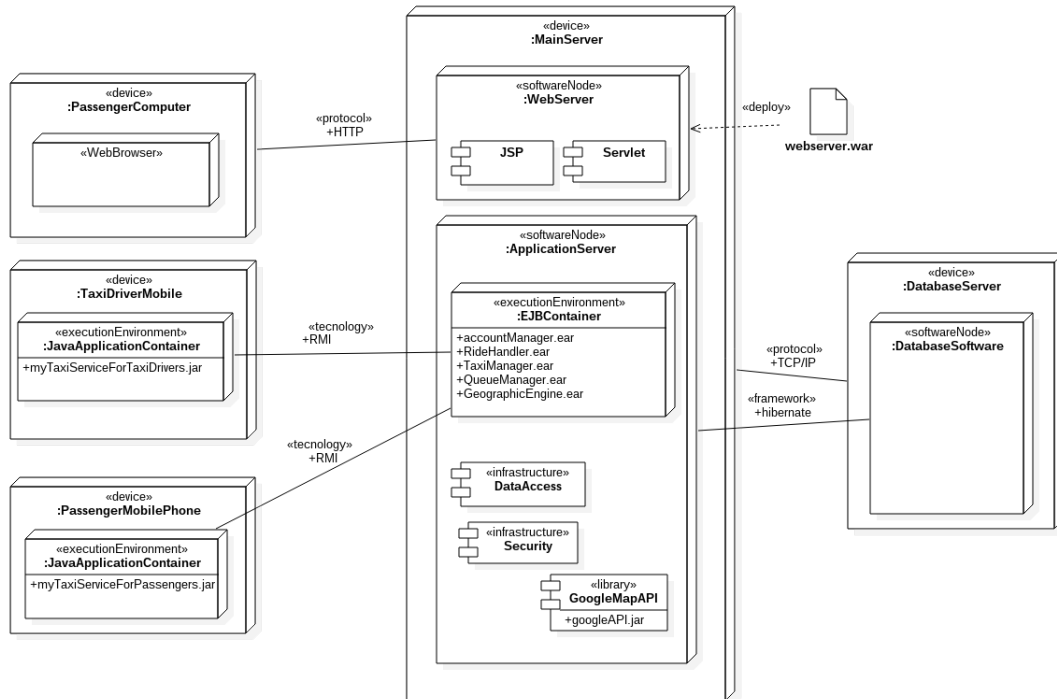 «device»
:PassengerComputer
«WebBrowser»
«protocol»
+HTTP
«device»
:MainServer
«softwareNode»
:WebServer
JSP
Servlet
«deploy»
webserver.war
«device»
:TaxiDriverMobile
«executionEnvironment»
:JavaApplicationContainer
+myTaxiServiceForTaxiDrivers.jar
«tecnology»
+RMI
«softwareNode»
:ApplicationServer
«executionEnvironment»
:EJBContainer
+accountManager.ear
+RideHandler.ear
+TaxiManager.ear
+QueueManager.ear
+GeographicEngine.ear
«tecnology»
+RMI
«device»
:PassengerMobilePhone
«executionEnvironment»
:JavaApplicationContainer
+myTaxiServiceForPassengers.jar
«infrastructure»
DataAccess
«infrastructure»
Security
«library»
GoogleMapAPI
+googleAPI.jar
«protocol»
+TCP/IP
«framework»
+hibernate
«device»
:DatabaseServer
«softwareNode»
:DatabaseSoftware